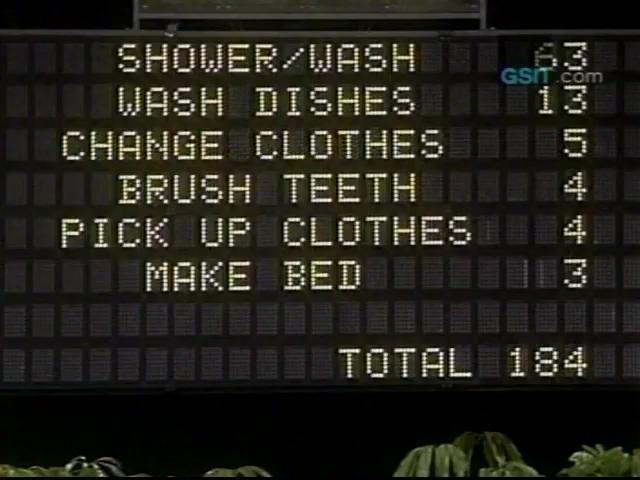 SHOWER/WASH 63
GSIT.com
WASH DISHES 13
CHANGE CLOTHES 5
BRUSH TEETH 4
PICK UP CLOTHES 4
MAKE BED 3
TOTAL 184